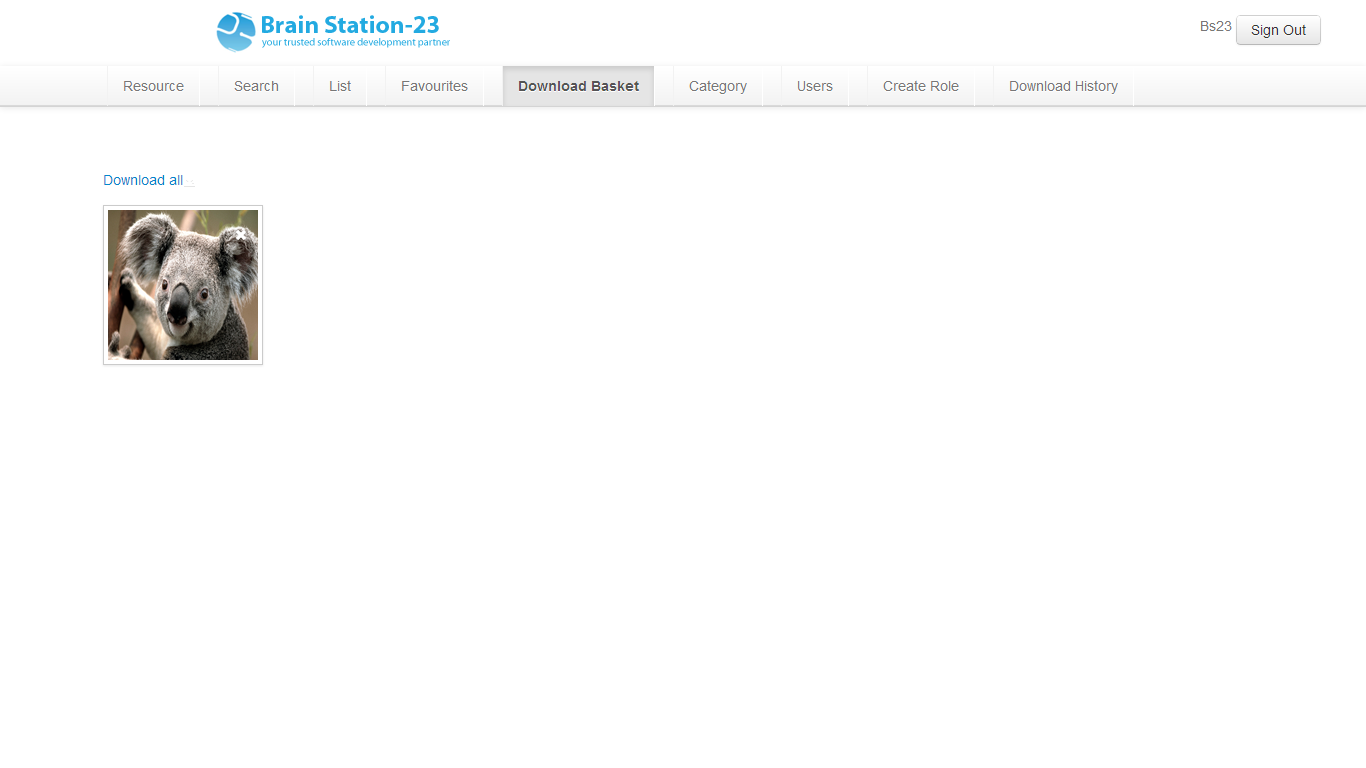 Brain Station-23
your trusted software development partner
Bs23
Sign Out
Resource
Search
List
Favourites
Download Basket
Category
Users
Create Role
Download History
Download all